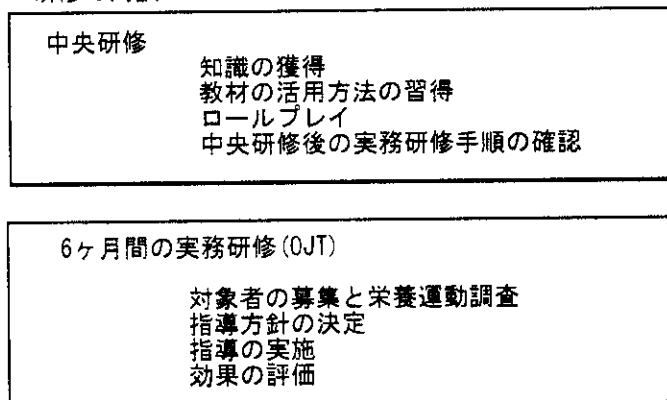 中央研修
知識の獲得
教材の活用方法の習得
ロールプレイ
中央研修後の実務研修手順の確認
6ヶ月間の実務研修(OJT)
対象者の募集と栄養運動調査
指導方針の決定
指導の実施
効果の評価